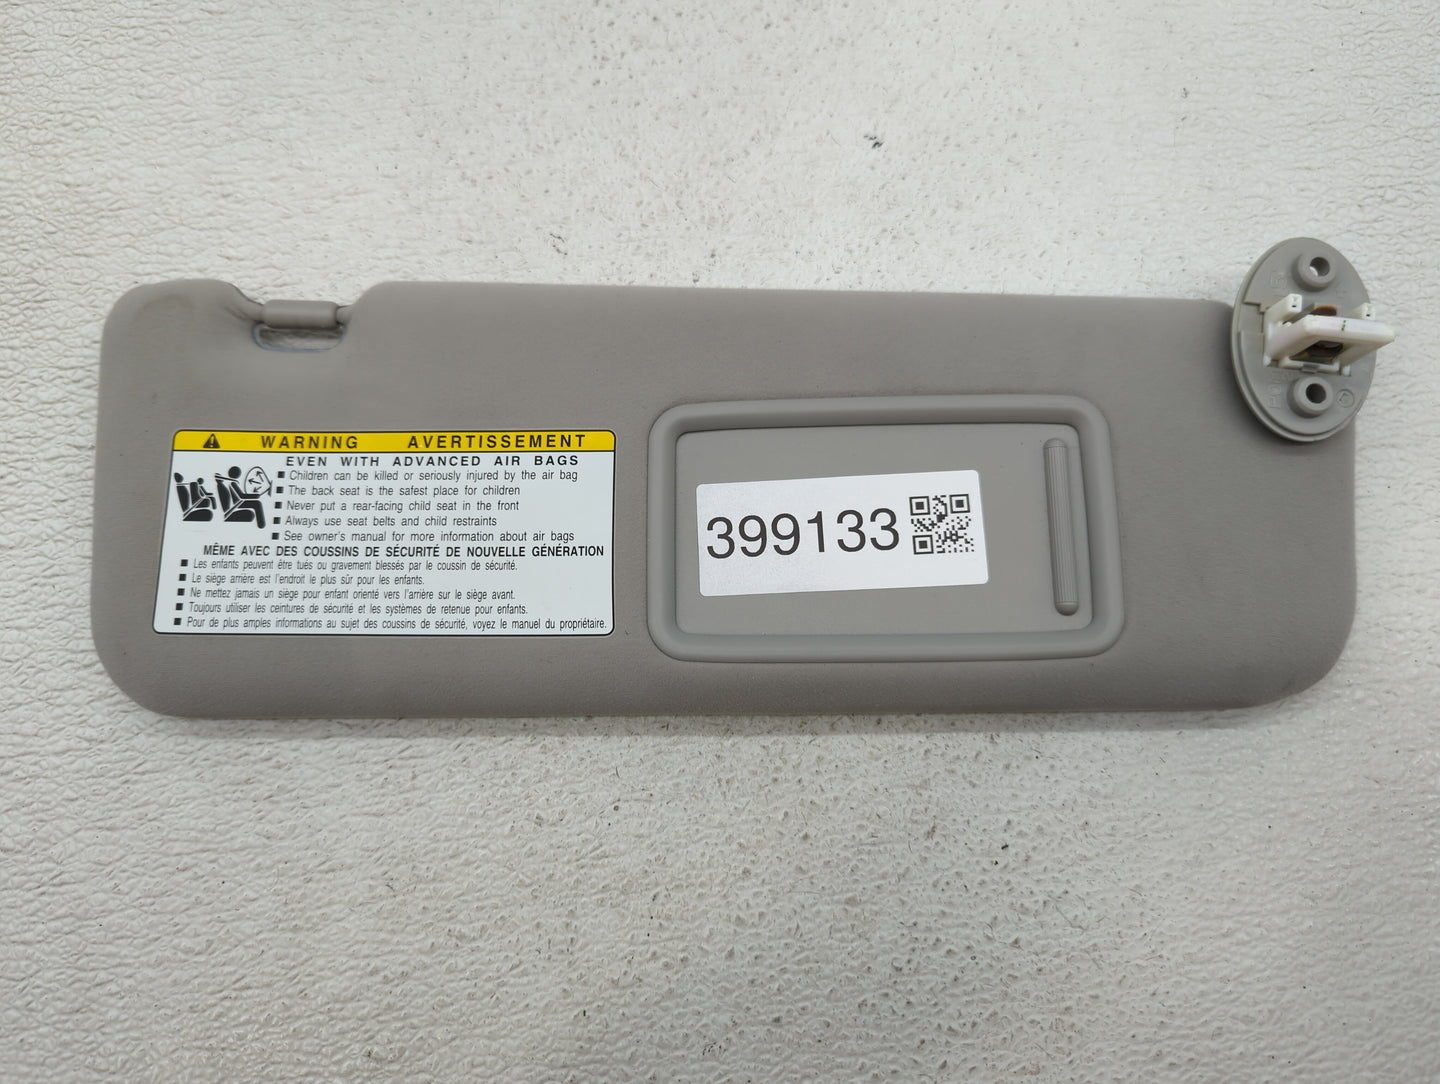 WARNING AVERTISSEMENT
EVEN WITH ADVANCED AIR BAGS
■ Children can be killed or seriously injured by the air bag
■ The back seat is the safest place for children
■ Never put a rear-facing child seat in the front
■ Always use seat belts and child restraints
■ See owner's manual for more information about air bags
MÊME AVEC DES COUSSINS DE SÉCURITÉ DE NOUVELLE GÉNÉRATION
■ Les enfants peuvent être tués ou gravement blessés par le coussin de sécurité.
■ Le siège arrière est l'endroit le plus sûr pour les enfants.
■ Ne mettez jamais un siège pour enfant orienté vers l'arrière sur le siège avant.
■ Toujours utiliser les ceintures de sécurité et les systèmes de retenue pour enfants.
■ Pour de plus amples informations au sujet des coussins de sécurité, voyez le manuel du propriétaire.
399133